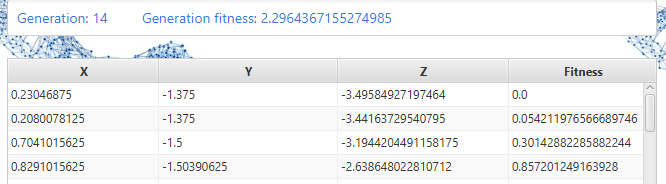 Generation: 14 Generation fitness: 2.2964367155274985
X Y Z Fitness
0.23046875 -1.375 -3.49584927197464 0.0
0.2080078125 -1.375 -3.44163729540795 0.054211976566689746
0.7041015625 -1.5 -3.1944204491158175 0.30142882285882244
0.8291015625 -1.50390625 -2.638648022810712 0.857201249163928